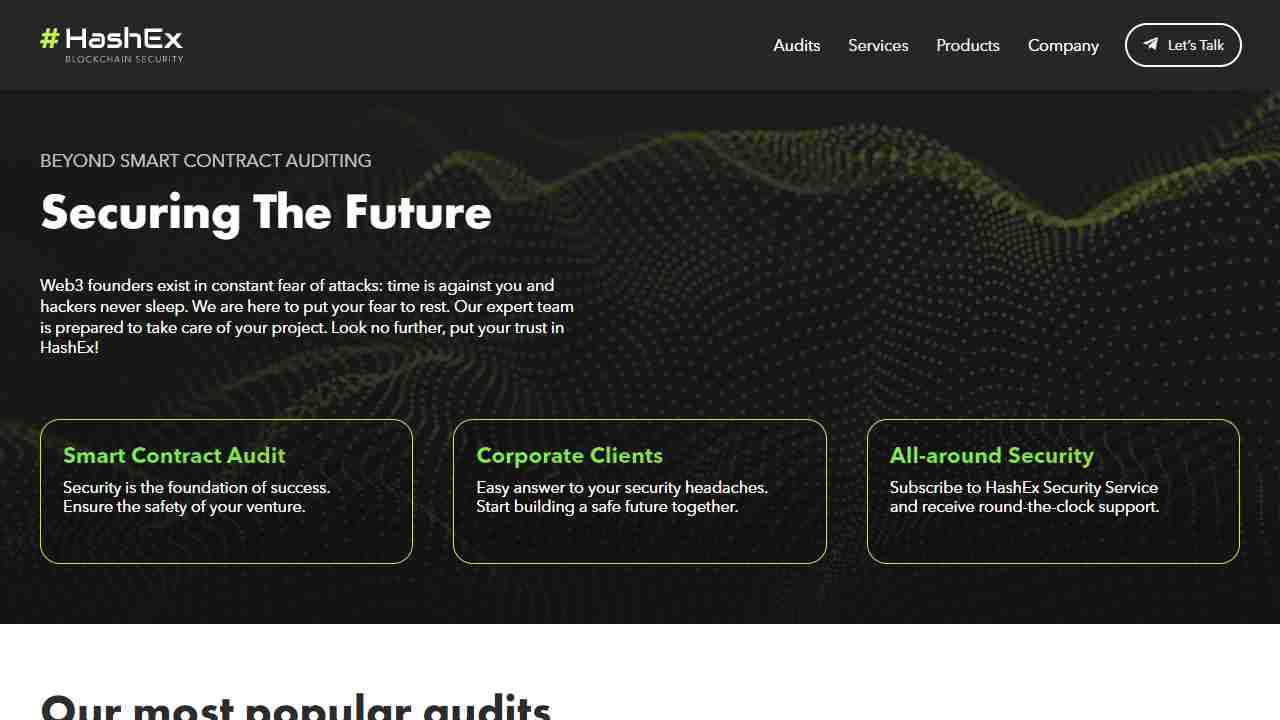 #HashEx
BLOCKCHAIN SECURITY
Audits Services Products Company Let's Talk
BEYOND SMART CONTRACT AUDITING
Securing The Future
Web3 founders exist in constant fear of attacks: time is against you and
hackers never sleep. We are here to put your fear to rest. Our expert team
is prepared to take care of your project. Look no further, put your trust in
HashEx!
Smart Contract Audit
Security is the foundation of success.
Ensure the safety of your venture.
Corporate Clients
Easy answer to your security headaches.
Start building a safe future together.
All-around Security
Subscribe to HashEx Security Service
and receive round-the-clock support.
Our most popular audits